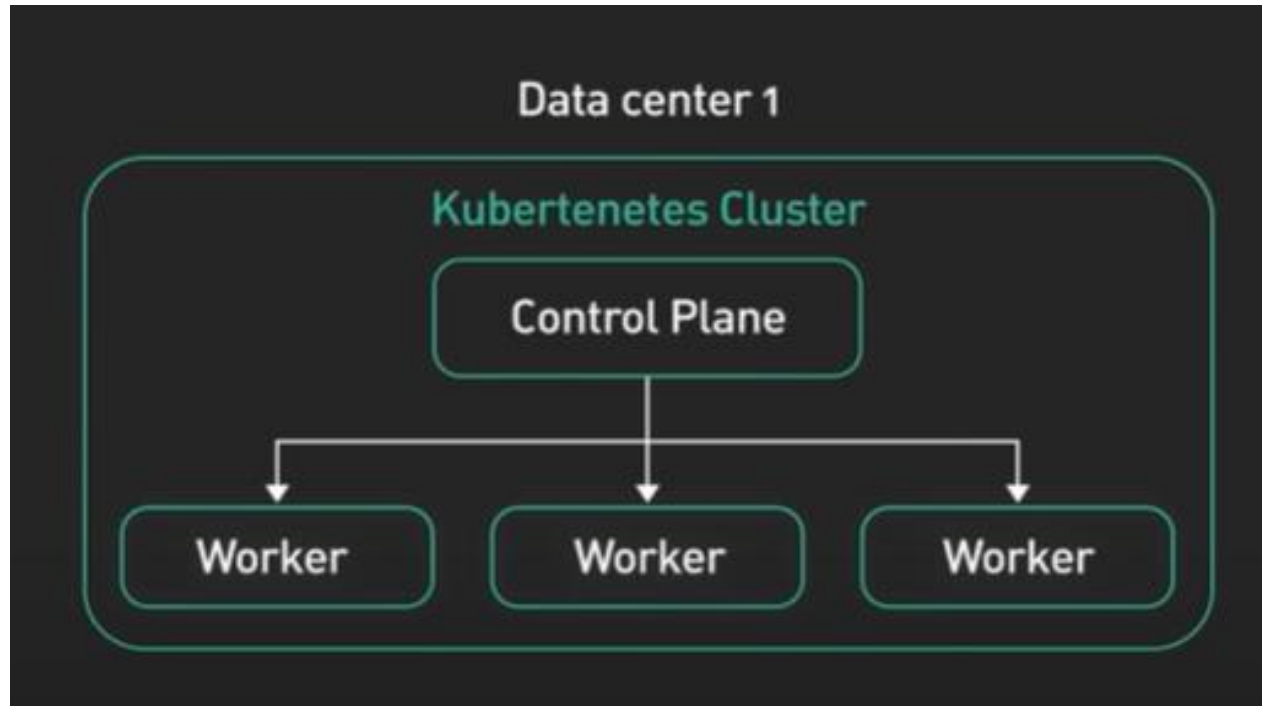 Data center 1
Kubertenetes Cluster
Control Plane
Worker Worker Worker